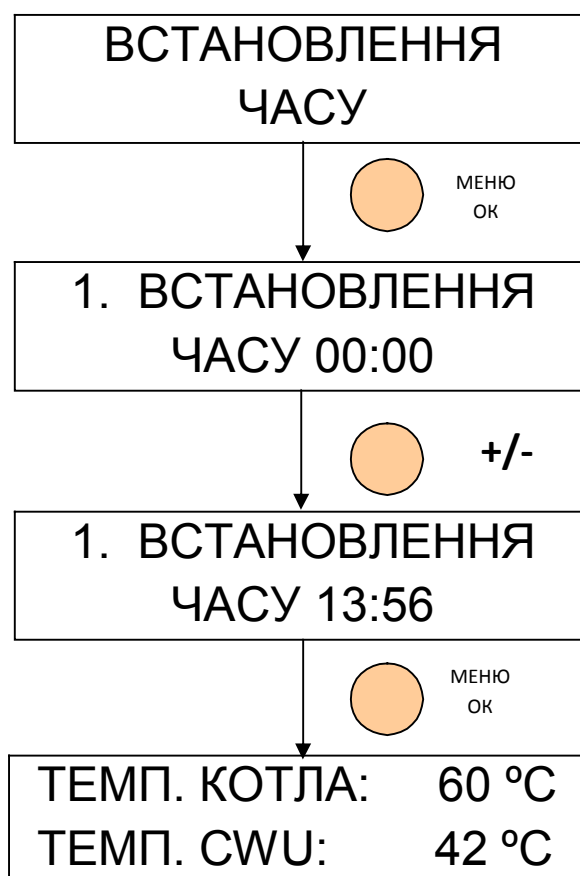 ВСТАНОВЛЕННЯ
ЧАСУ
МЕНЮ
ОК
1. ВСТАНОВЛЕННЯ
ЧАСУ 00:00
+/-
1. ВСТАНОВЛЕННЯ
ЧАСУ 13:56
МЕНЮ
ОК
ТЕМП. КОТЛА: 60 ºC
ТЕМП. CWU: 42 ºC